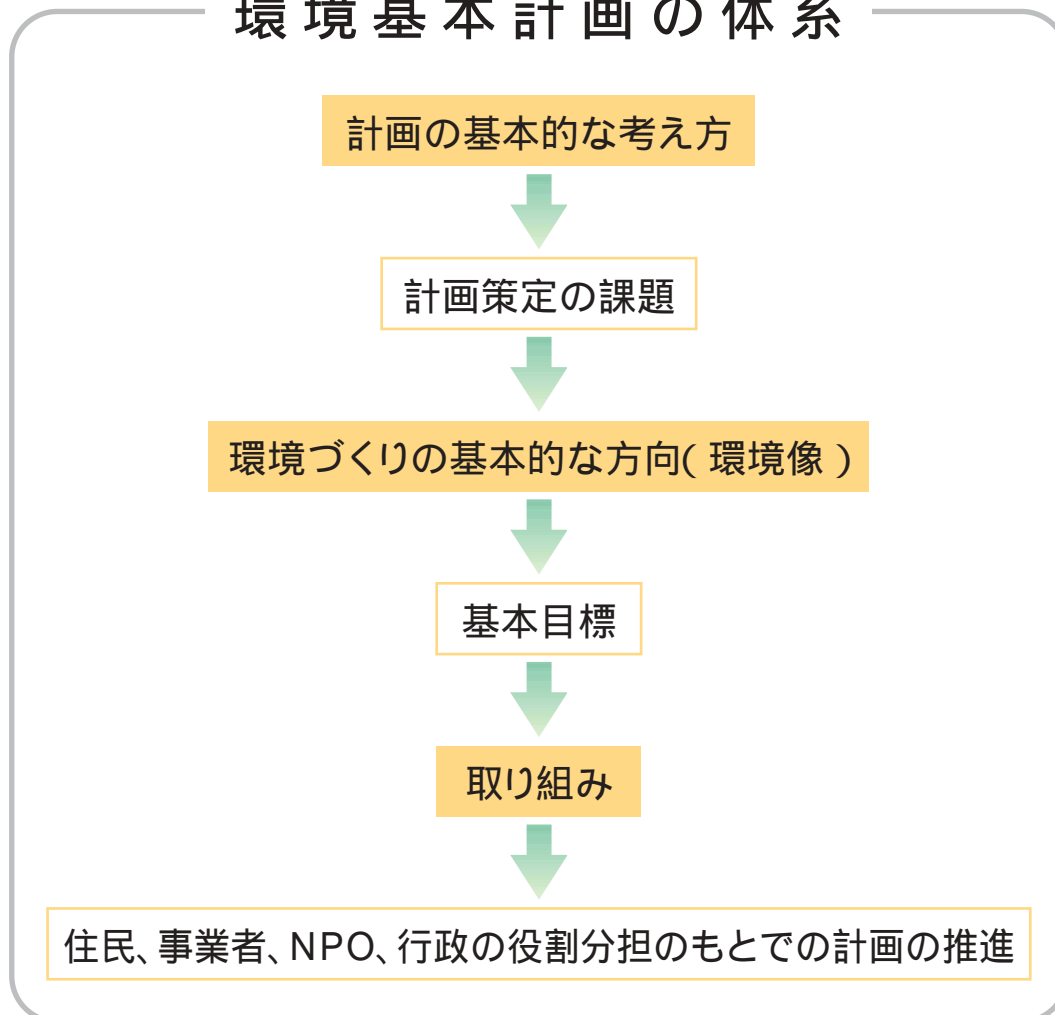 環境基本計画の体系
計画の基本的な考え方
計画策定の課題
環境づくりの基本的な方向(環境像)
基本目標
取り組み
住民、事業者、NPO、行政の役割分担のもとでの計画の推進